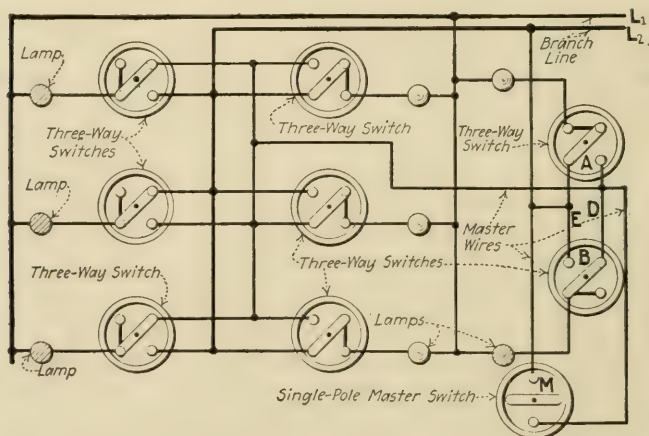 L1
Branch
Line
L2.
Lamp
Three-Way
Switches
Three-Way Switch
Three-Way
Switch
A
Lamp
Master
Wires
E
D
B
Three-Way Switch
Three-Way Switches
Lamps
Lamp
Single-Pole Master Switch
M